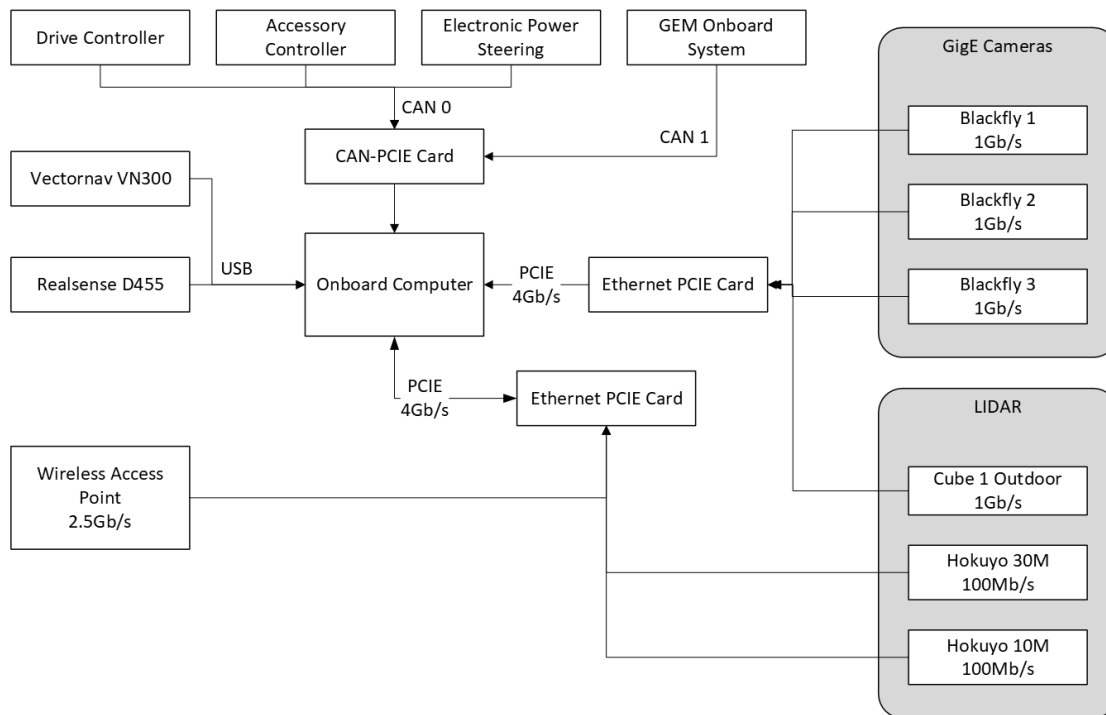 Drive Controller
Accessory
Controller
Electronic Power
Steering
GEM Onboard
System
GigE Cameras
CAN 0
CAN 1
Blackfly 1
1Gb/s
CAN-PCIE Card
Vectornav VN300
Blackfly 2
1Gb/s
USB
Realsense D455
Onboard Computer
PCIE
4Gb/s
Ethernet PCIE Card
Blackfly 3
1Gb/s
PCIE
4Gb/s
Ethernet PCIE Card
LIDAR
Wireless Access
Point
2.5Gb/s
Cube 1 Outdoor
1Gb/s
Hokuyo 30M
100Mb/s
Hokuyo 10M
100Mb/s